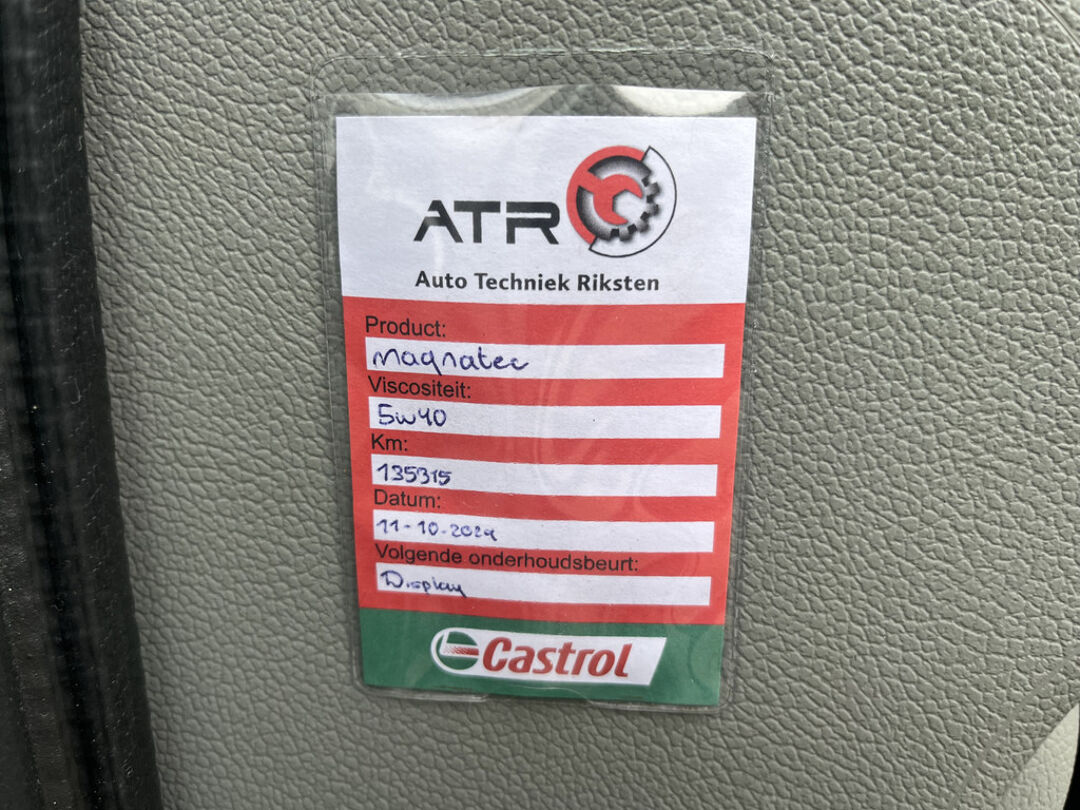 ATR
Auto Techniek Riksten
Product:
Magnatec
Viscositeit:
5w40
Km:
135315
Datum:
11-10-2024
Volgende onderhoudsbeurt:
Display
Castrol